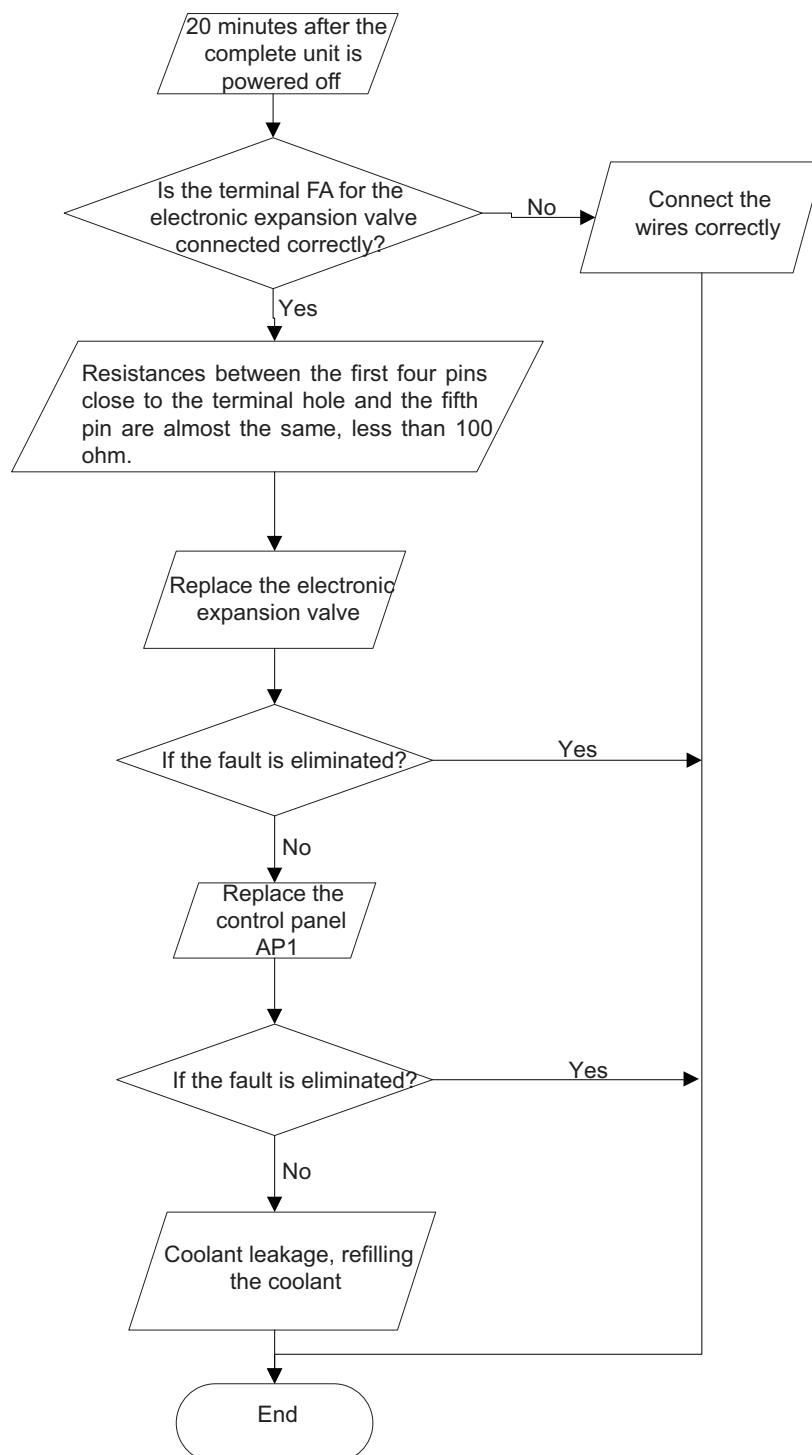 20 minutes after the
complete unit is
powered off
Is the terminal FA for the
electronic expansion valve
connected correctly?
No
Connect the
wires correctly
Yes
Resistances between the first four pins
close to the terminal hole and the fifth
pin are almost the same, less than 100
ohm.
Replace the electronic
expansion valve
If the fault is eliminated?
Yes
No
Replace the
control panel
AP1
If the fault is eliminated?
Yes
No
Coolant leakage, refilling
the coolant
End